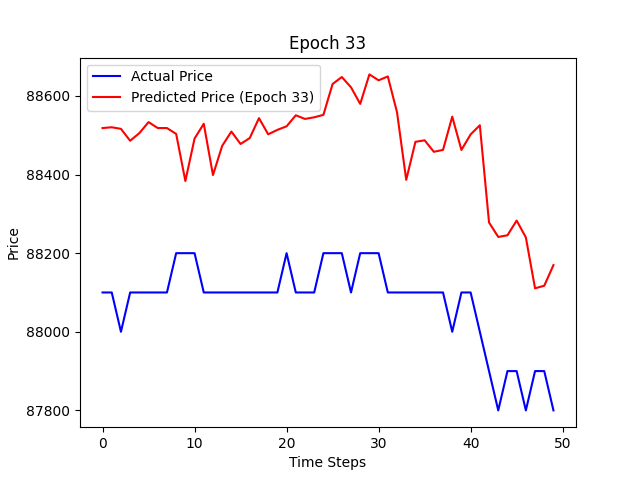 Epoch 33
Actual Price
Predicted Price (Epoch 33)
88600
88400
88200
88000
87800
Price
0 10 20 30 40 50
Time Steps